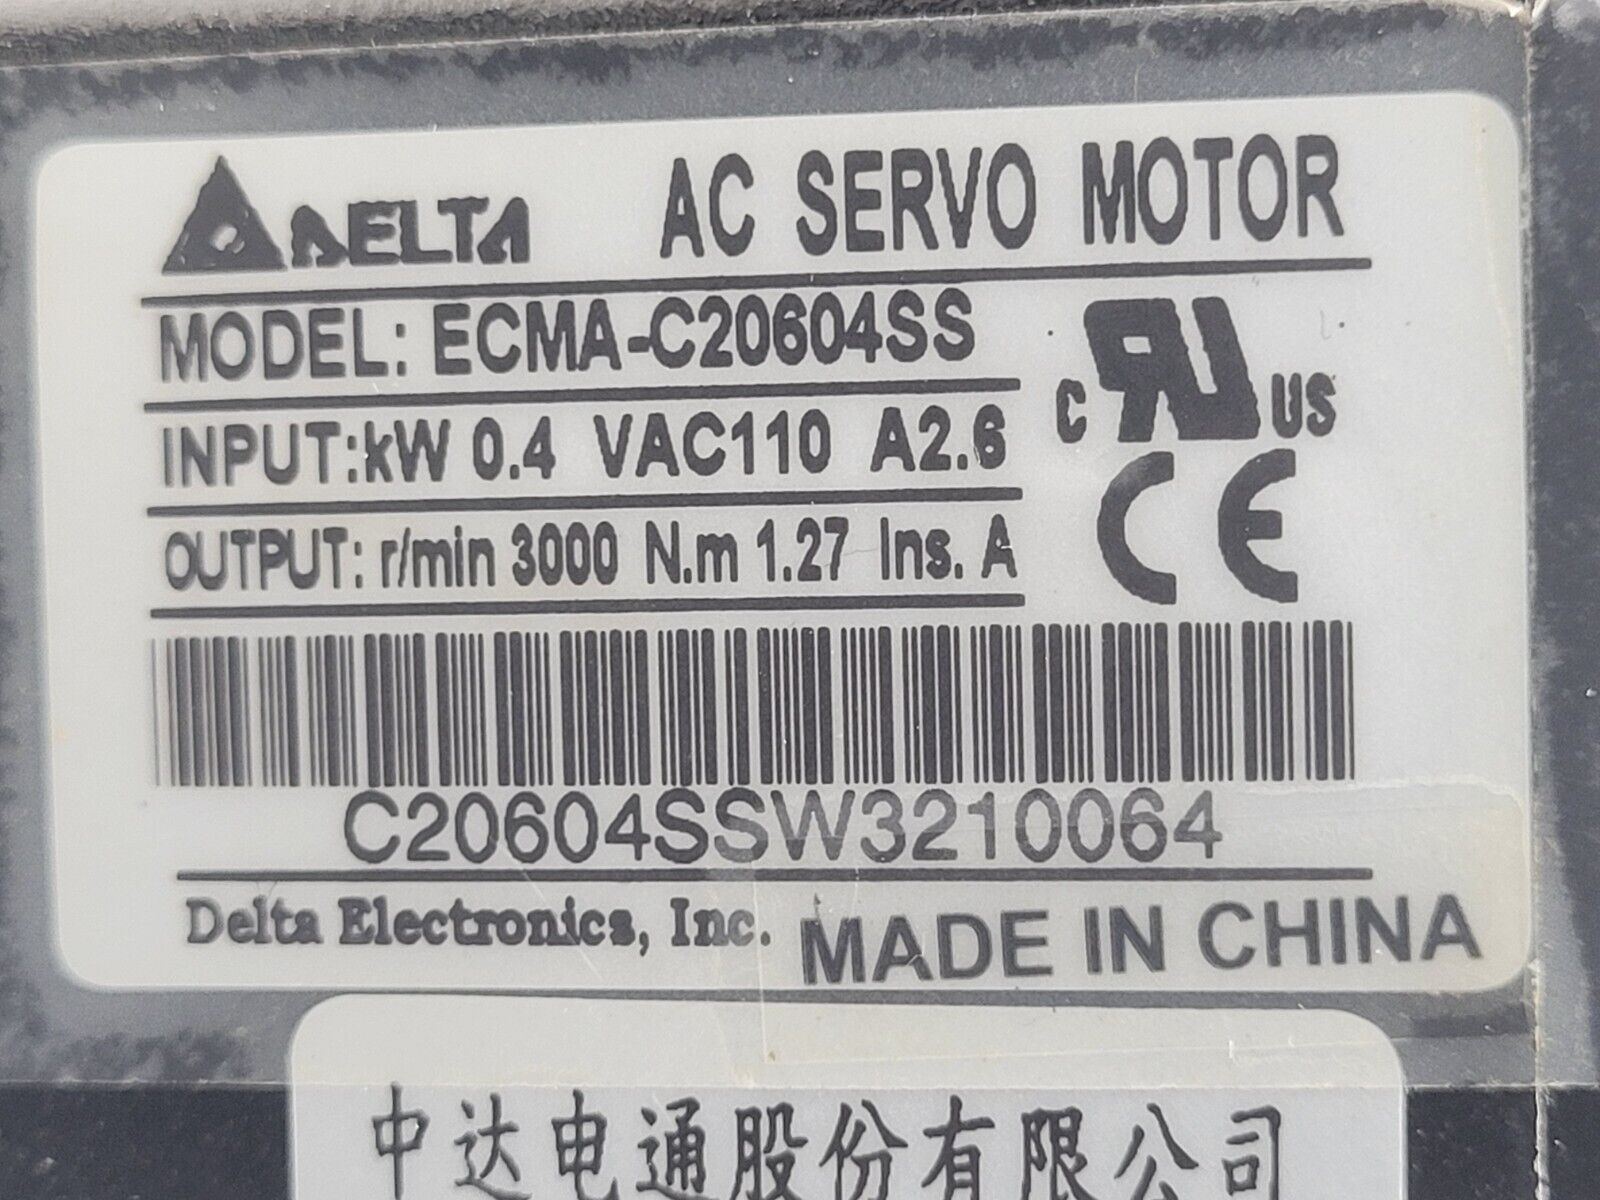 DELTA AC SERVO MOTOR
MODEL: ECMA-C20604SS
INPUT:kW 0.4 VAC110 A2.6
OUTPUT: r/min 3000 N.m 1.27 Ins. A
C RU US
CE
C20604SSW3210064
Delta Electronics, Inc. MADE IN CHINA
中达电通股份有限公司